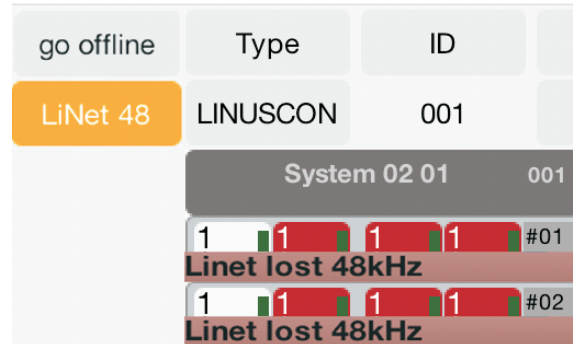 go offline Type ID
LiNet 48 LINUSCON 001
System 02 01 001
1 1 1 1 #01
Linet lost 48kHz
1 1 1 1 #02
Linet lost 48kHz